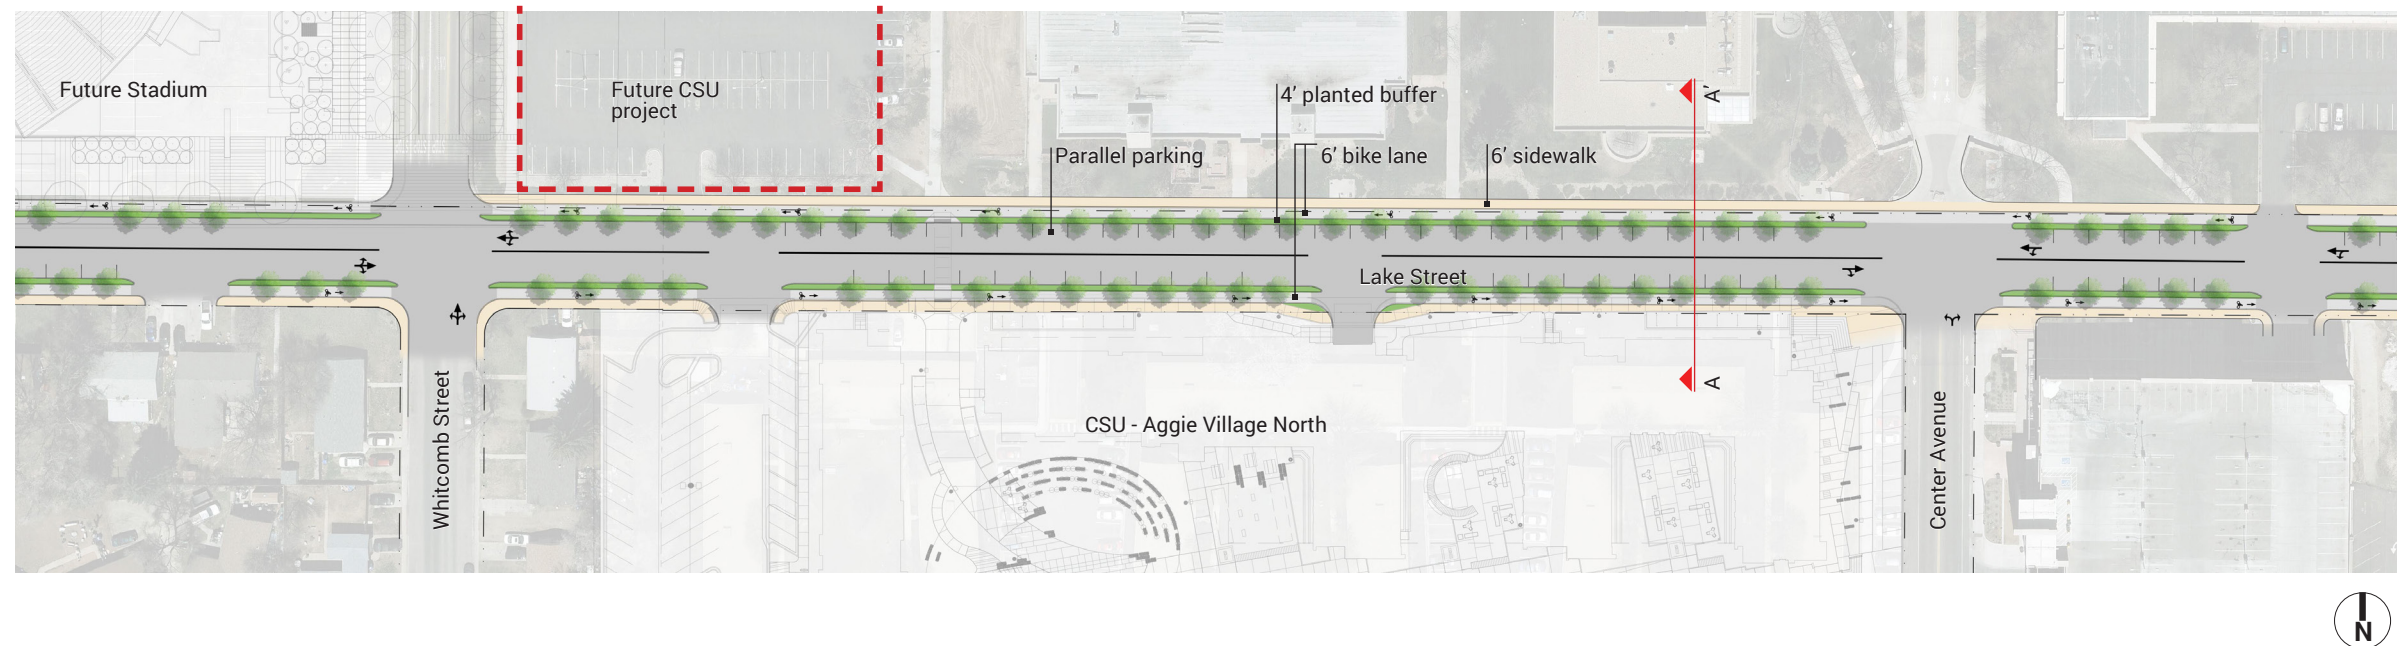 Future Stadium
Future CSU
project
4’ planted buffer
Parallel parking
6’ bike lane
6’ sidewalk
A’
Lake Street
A
Whitcomb Street
CSU - Aggie Village North
Center Avenue
N